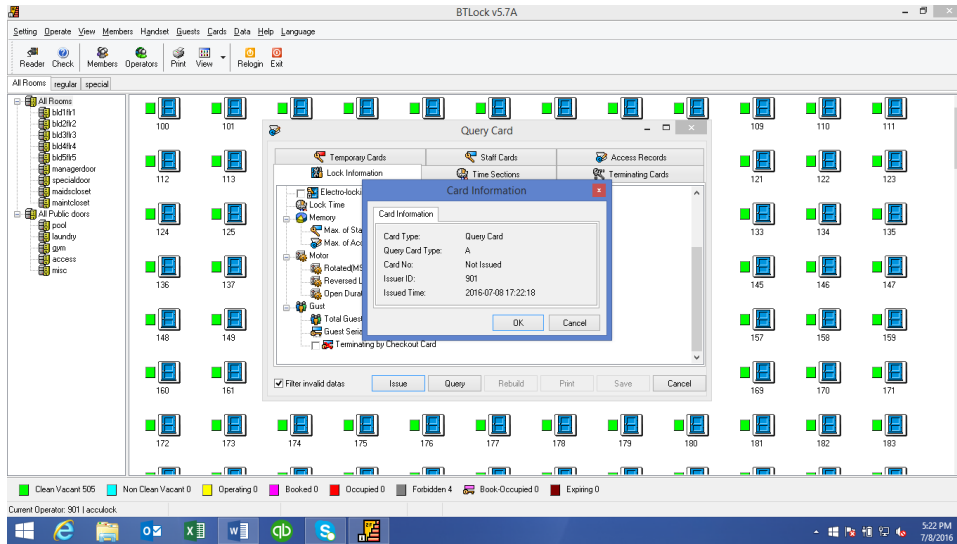 BTLock v5.7A
Setting Operate View Members Handset Guests Cards Data Help Language
Reader Check Members Operators Print View Relogin Exit
All Rooms regular special
All Rooms
bld1flr1
bld2flr2
bld3flr3
bld4flr4
bld5flr5
managerdoor
specialdoor
maidscloset
maintcloset
All Public doors
pool
laundry
gym
access
misc
100 101 109 110 111
112 113 121 122 123
124 125 133 134 135
136 137 145 146 147
148 149 157 158 159
160 161 169 170 171
172 173 174 175 176 177 178 179 180 181 182 183
Query Card
Temporary Cards Staff Cards Access Records
Lock Information Time Sections Terminating Cards
Electro-locki
Lock Time
Memory
Max. of Sta
Max. of Acc
Motor
Rotated(MS
Reversed L
Open Durat
Gust
Total Guest
Guest Seria
Terminating by Checkout Card
Filter invalid datas Issue Query Rebuild Print Save Cancel
Card Information
Card Information
Card Type: Query Card
Query Card Type: A
Card No: Not Issued
Issuer ID: 901
Issued Time: 2016-07-08 17:22:18
OK Cancel
Clean Vacant 505 Non Clean Vacant 0 Operating 0 Booked 0 Occupied 0 Forbidden 4 Book-Occupied 0 Expiring 0
Current Operator: 901 | acculock
5:22 PM
7/8/2016